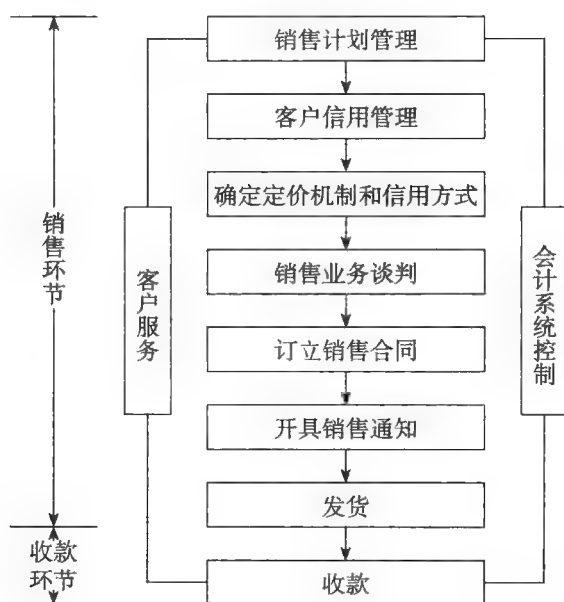 销售计划管理
客户信用管理
确定定价机制和信用方式
销售业务谈判
订立销售合同
开具销售通知
发货
收款
销售环节
收款
环节
客户服务
会计系统控制